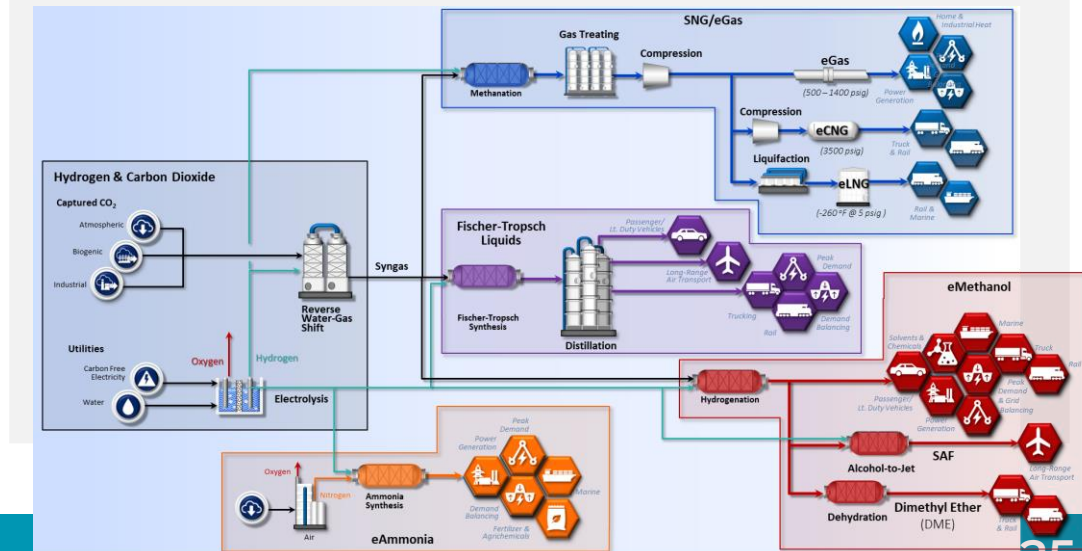 SNG/eGas
Gas Treating
Compression
Methanation
eGas
(500 – 1400 psig)
Home &
Industrial Heat
Power
Generation
Compression
eCNG
(3500 psig)
Truck
& Rail
Liquifaction
eLNG
(-260 °F @ 5 psig )
Rail &
Marine
Hydrogen & Carbon Dioxide
Captured CO2
Atmospheric
Biogenic
Industrial
Reverse
Water-Gas
Shift
Syngas
Utilities
Carbon Free
Electricity
Water
Oxygen
Hydrogen
Electrolysis
Fischer-Tropsch
Liquids
Fischer-Tropsch
Synthesis
Distillation
Passenger/
Lt. Duty Vehicles
Long-Range
Air Transport
Trucking
Rail
Peak
Demand
Demand
Balancing
eMethanol
Hydrogenation
Solvents &
Chemicals
Marine
Truck
Rail
Passenger/
Lt. Duty Vehicles
Power
Generation
Peak
Demand
& Grid
Balancing
Alcohol-to-Jet
SAF
Long-Range
Air Transport
Dehydration
Dimethyl Ether
(DME)
Truck
& Rail
Oxygen
Nitrogen
Air
Ammonia
Synthesis
eAmmonia
Peak
Demand
Power
Generation
Marine
Demand
Balancing
Fertilizer &
Agrichemicals
25